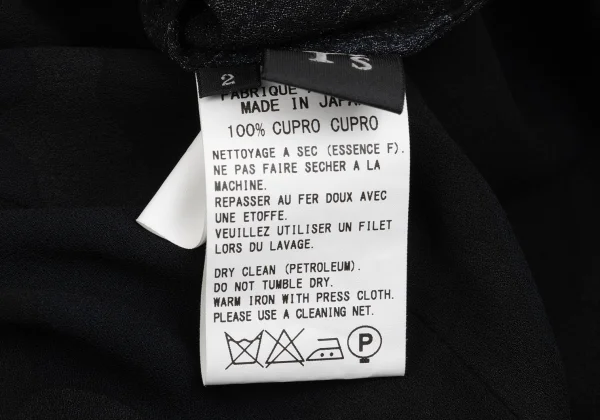 2
Y's
FABRIQUE
MADE IN JAPA
100% CUPRO CUPRO
NETTOYAGE A SEC (ESSENCE F).
NE PAS FAIRE SECHER A LA
MACHINE.
REPASSER AU FER DOUX AVEC
UNE ETOFFE.
VEUILLEZ UTILISER UN FILET
LORS DU LAVAGE.
DRY CLEAN (PETROLEUM).
DO NOT TUMBLE DRY.
WARM IRON WITH PRESS CLOTH.
PLEASE USE A CLEANING NET.
P